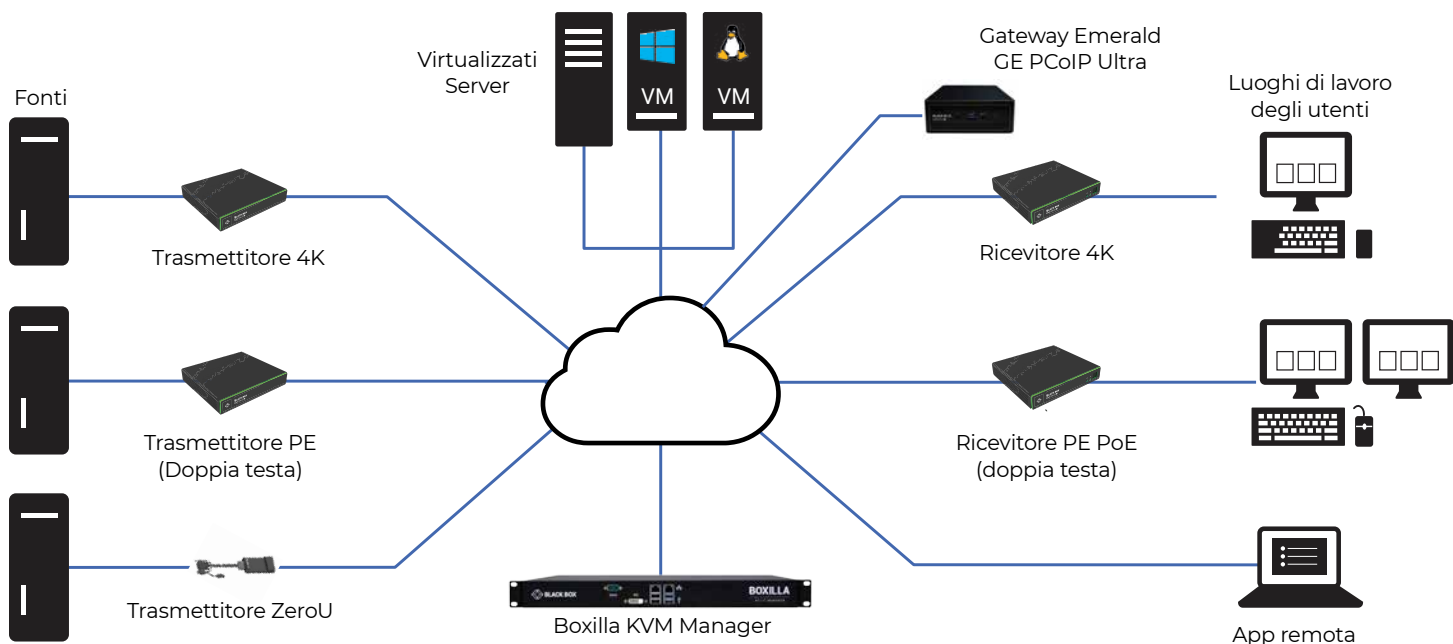 Fonti
Virtualizzati
Server
VM
VM
Gateway Emerald
GE PCoIP Ultra
Luoghi di lavoro
degli utenti
Trasmettitore 4K
Ricevitore 4K
Trasmettitore PE
(Doppia testa)
Ricevitore PE PoE
(doppia testa)
Trasmettitore ZeroU
BLACK BOX
BOXILLA
Boxilla KVM Manager
App remota